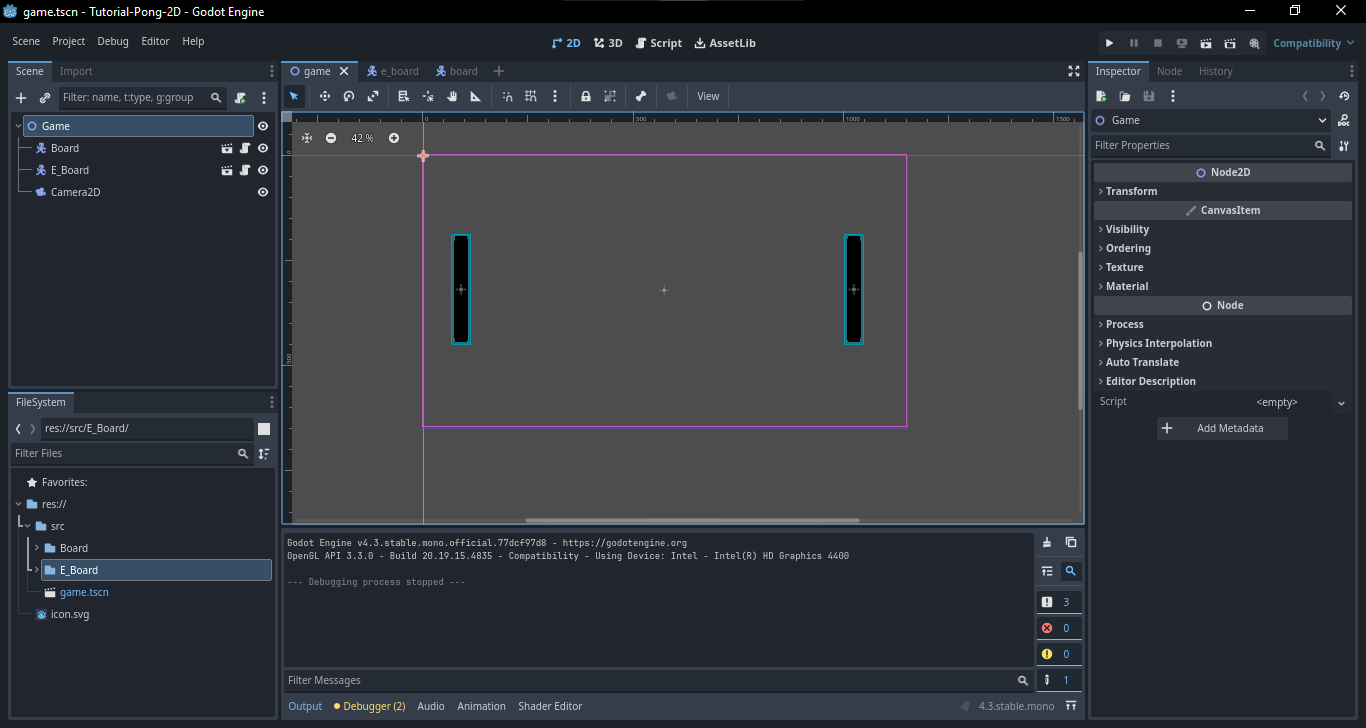 game.tscn - Tutorial-Pong-2D - Godot Engine
Scene Project Debug Editor Help
2D 3D Script AssetLib
Compatibility
Scene Import
Filter: name, t:type, g:group
Game
Board
E_Board
Camera2D
FileSystem
res://src/E_Board/
Filter Files
Favorites:
res://
src
Board
E_Board
game.tscn
icon.svg
game e_board board
View
42 %
0 500 1000 1500
0
500
Godot Engine v4.3.stable.mono.official.77dcf97d8 - https://godotengine.org
OpenGL API 3.3.0 - Build 20.19.15.4835 - Compatibility - Using Device: Intel - Intel(R) HD Graphics 4400
--- Debugging process stopped ---
3
0
0
1
Filter Messages
Output Debugger (2) Audio Animation Shader Editor
4.3.stable.mono
Inspector Node History
Game
Filter Properties
Node2D
Transform
CanvasItem
Visibility
Ordering
Texture
Material
Node
Process
Physics Interpolation
Auto Translate
Editor Description
Script <empty>
Add Metadata